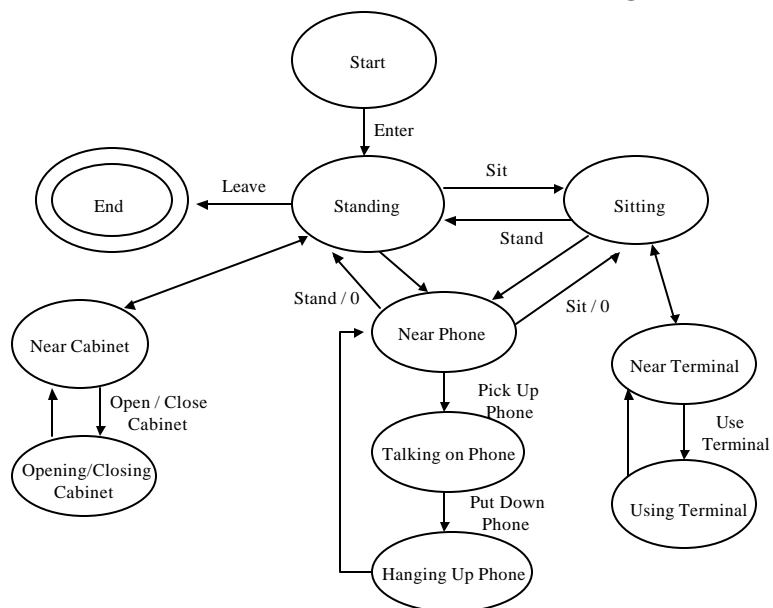 Start
Enter
Sit
Leave
End
Standing
Sitting
Stand
Stand / 0
Sit / 0
Near Cabinet
Near Phone
Near Terminal
Open / Close
Cabinet
Pick Up
Phone
Use
Terminal
Opening/Closing
Cabinet
Talking on Phone
Put Down
Phone
Using Terminal
Hanging Up Phone